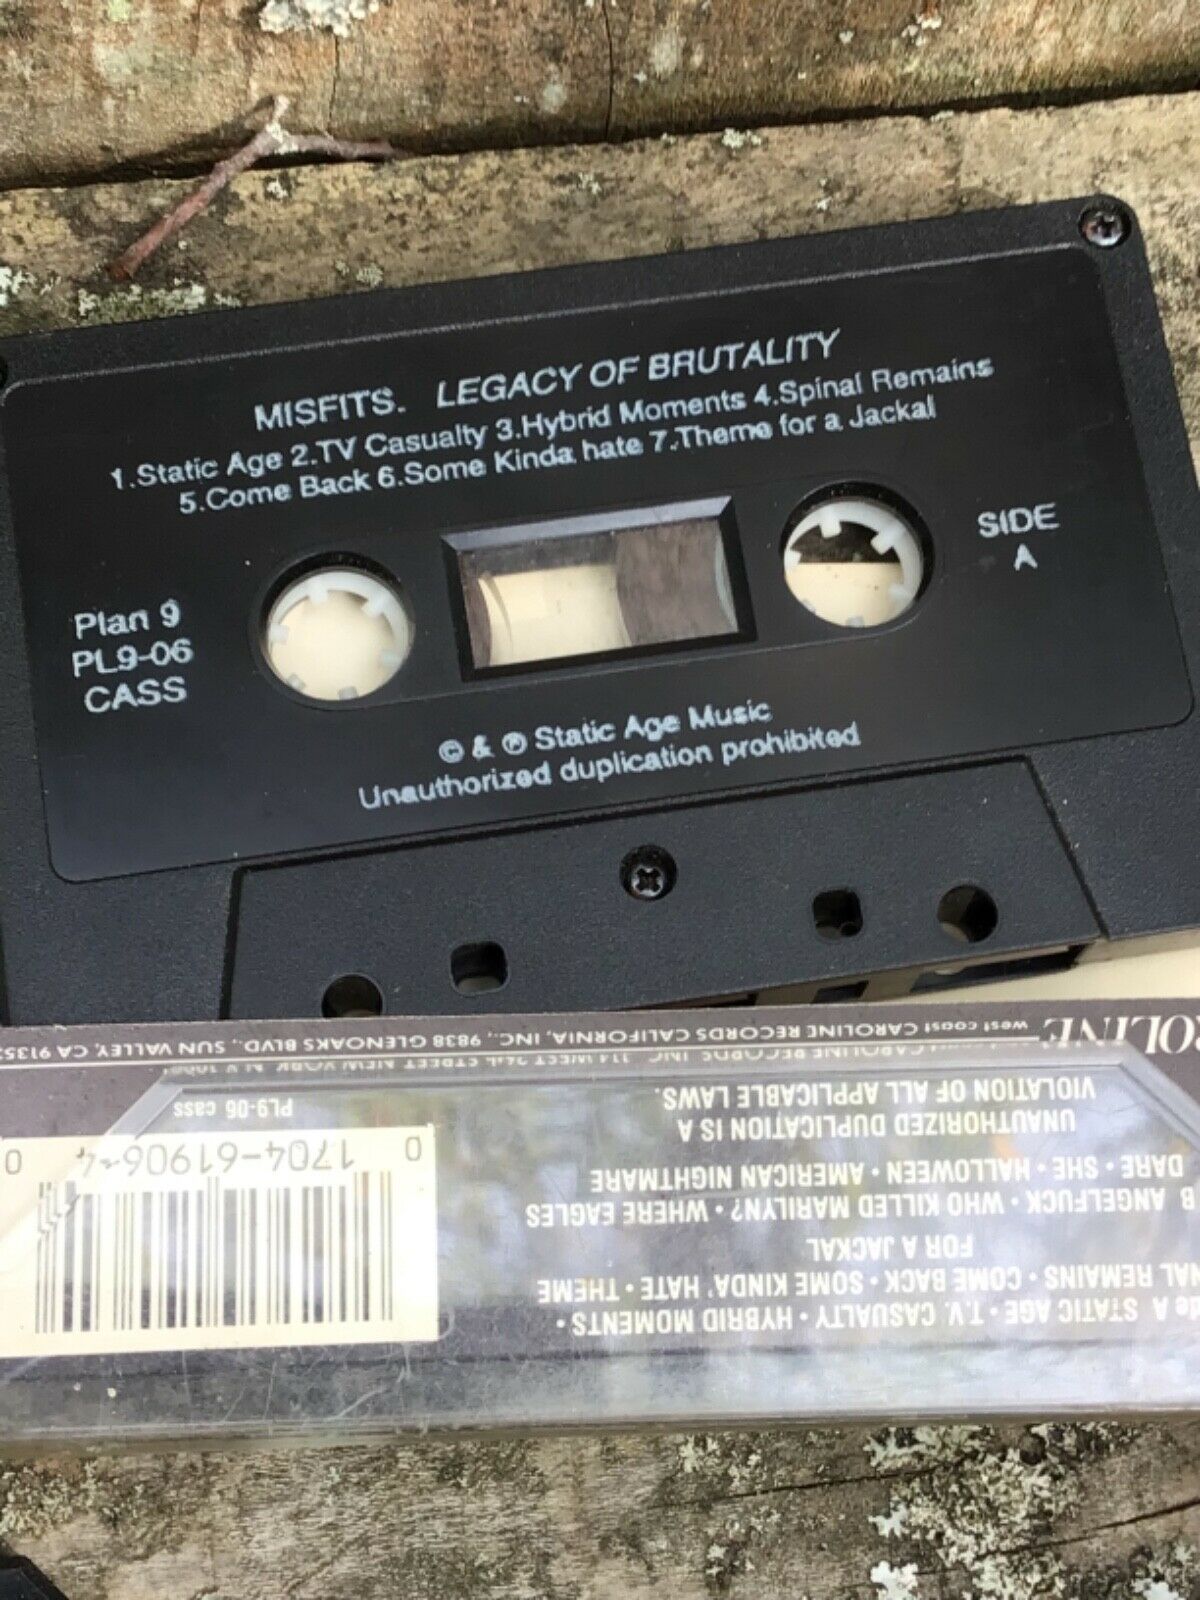 MISFITS. LEGACY OF BRUTALITY
1.Static Age 2.TV Casualty 3.Hybrid Moments 4.Spinal Remains
5.Come Back 6.Some Kinda hate 7.Theme for a Jackal
SIDE
A
Plan 9
PL9-06
CASS
© & ℗ Static Age Music
Unauthorized duplication prohibited
A STATIC AGE • T.V. CASUALTY • HYBRID MOMENTS •
NAL REMAINS • COME BACK • SOME KINDA' HATE • THEME
FOR A JACKAL
B ANGELFUCK • WHO KILLED MARILYN? • WHERE EAGLES
DARE • SHE • HALLOWEEN • AMERICAN NIGHTMARE
UNAUTHORIZED DUPLICATION IS A
VIOLATION OF ALL APPLICABLE LAWS.
0 1704-61906-4 0
PL9-06 cass
CAROLINE RECORDS, INC. 114 WEST 26th STREET NEW YORK, N.Y.
OLINE west coast CAROLINE RECORDS CALIFORNIA, INC., 9838 GLENOAKS BLVD., SUN VALLEY, CA 9135